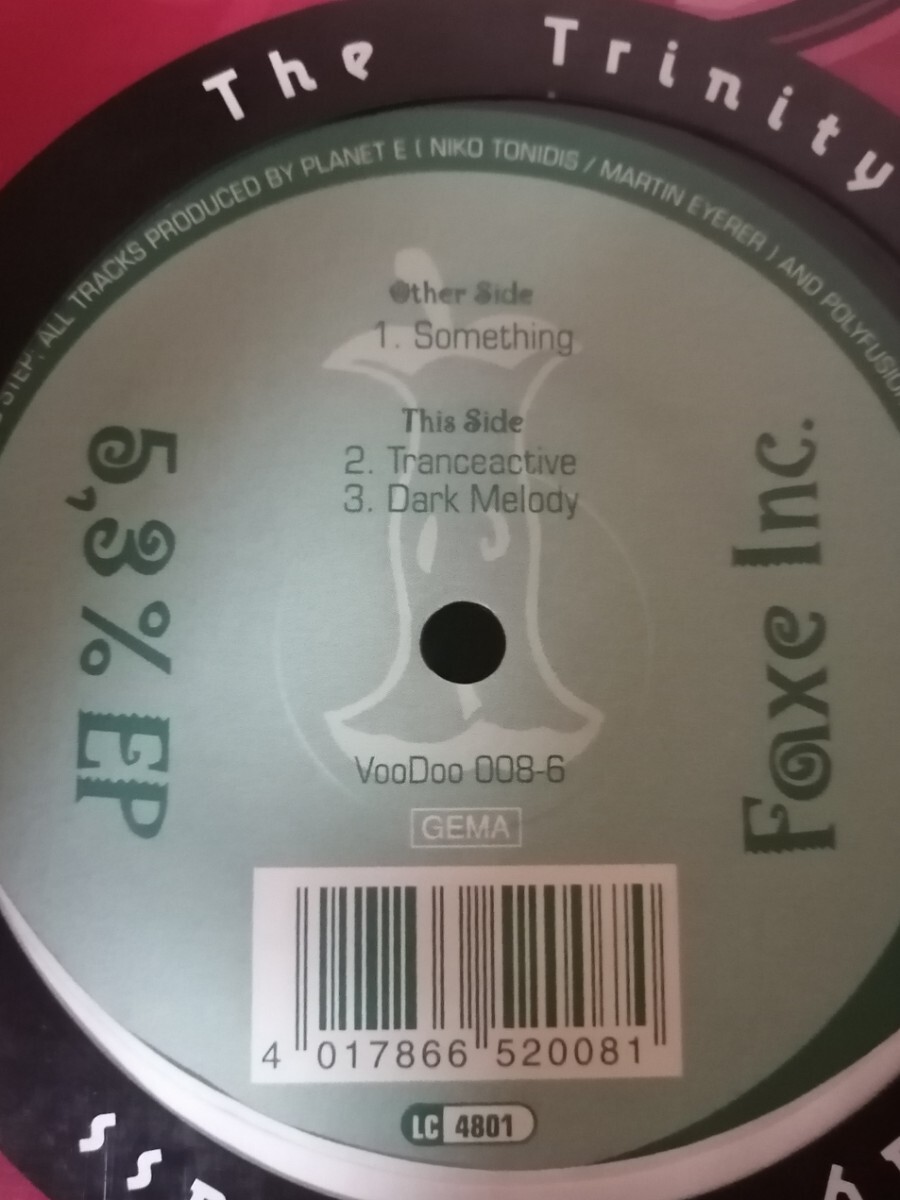 The Trinity
STEP. ALL TRACKS PRODUCED BY PLANET E ( NIKO TONIDIS / MARTIN EYERER ) AND POLYFUSION
Other Side
1. Something
This Side
2. Tranceactive
3. Dark Melody
5,3% EP
Faxe Inc.
VooDoo 008-6
GEMA
4 017866 520081
LC 4801